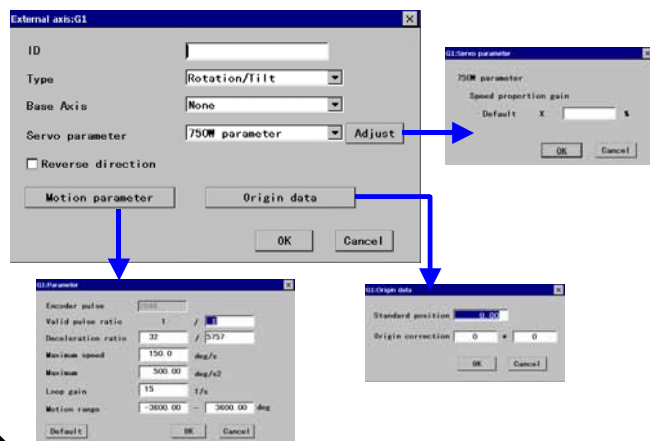 External axis:G1
ID
Type Rotation/Tilt
Base Axis None
Servo parameter 750W parameter Adjust
Reverse direction
Motion parameter Origin data
OK Cancel
G1:Servo parameter
750W parameter
Speed proportion gain
Default X %
OK Cancel
G1:Parameter
Encoder pulse 2048
Valid pulse ratio 1 / 1
Deceleration ratio 32 / 5757
Maximum speed 150.0 deg/s
Maximum 500.00 deg/s2
Loop gain 15 1/s
Motion range -3600.00 - 3600.00 deg
Default OK Cancel
G1:Origin data
Standard position 0.00
Origin correction 0 * 0
OK Cancel